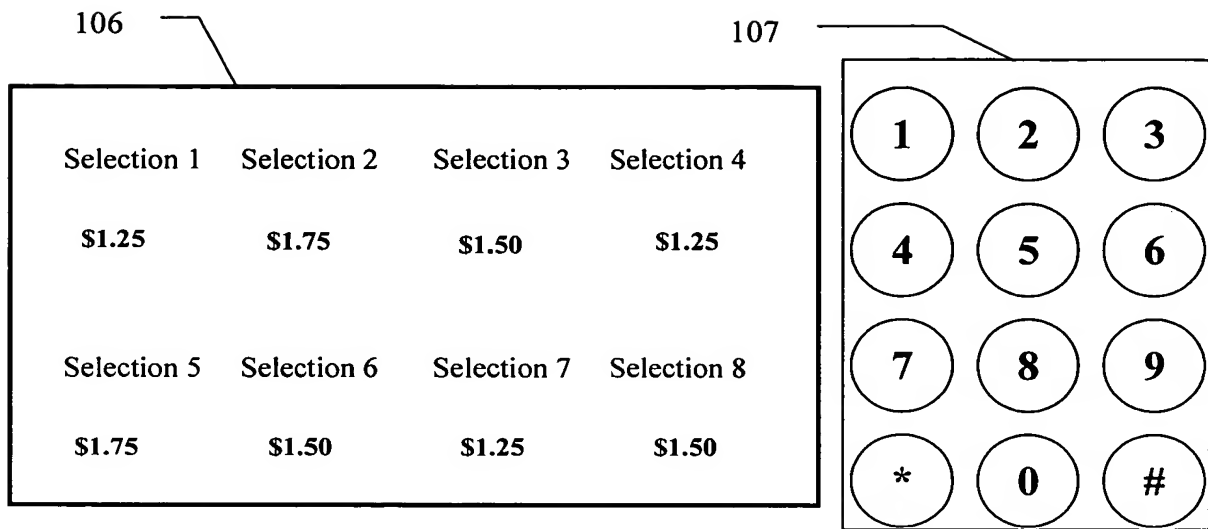 106
107
Selection 1 Selection 2 Selection 3 Selection 4
$1.25 $1.75 $1.50 $1.25
Selection 5 Selection 6 Selection 7 Selection 8
$1.75 $1.50 $1.25 $1.50
1 2 3
4 5 6
7 8 9
* 0 #